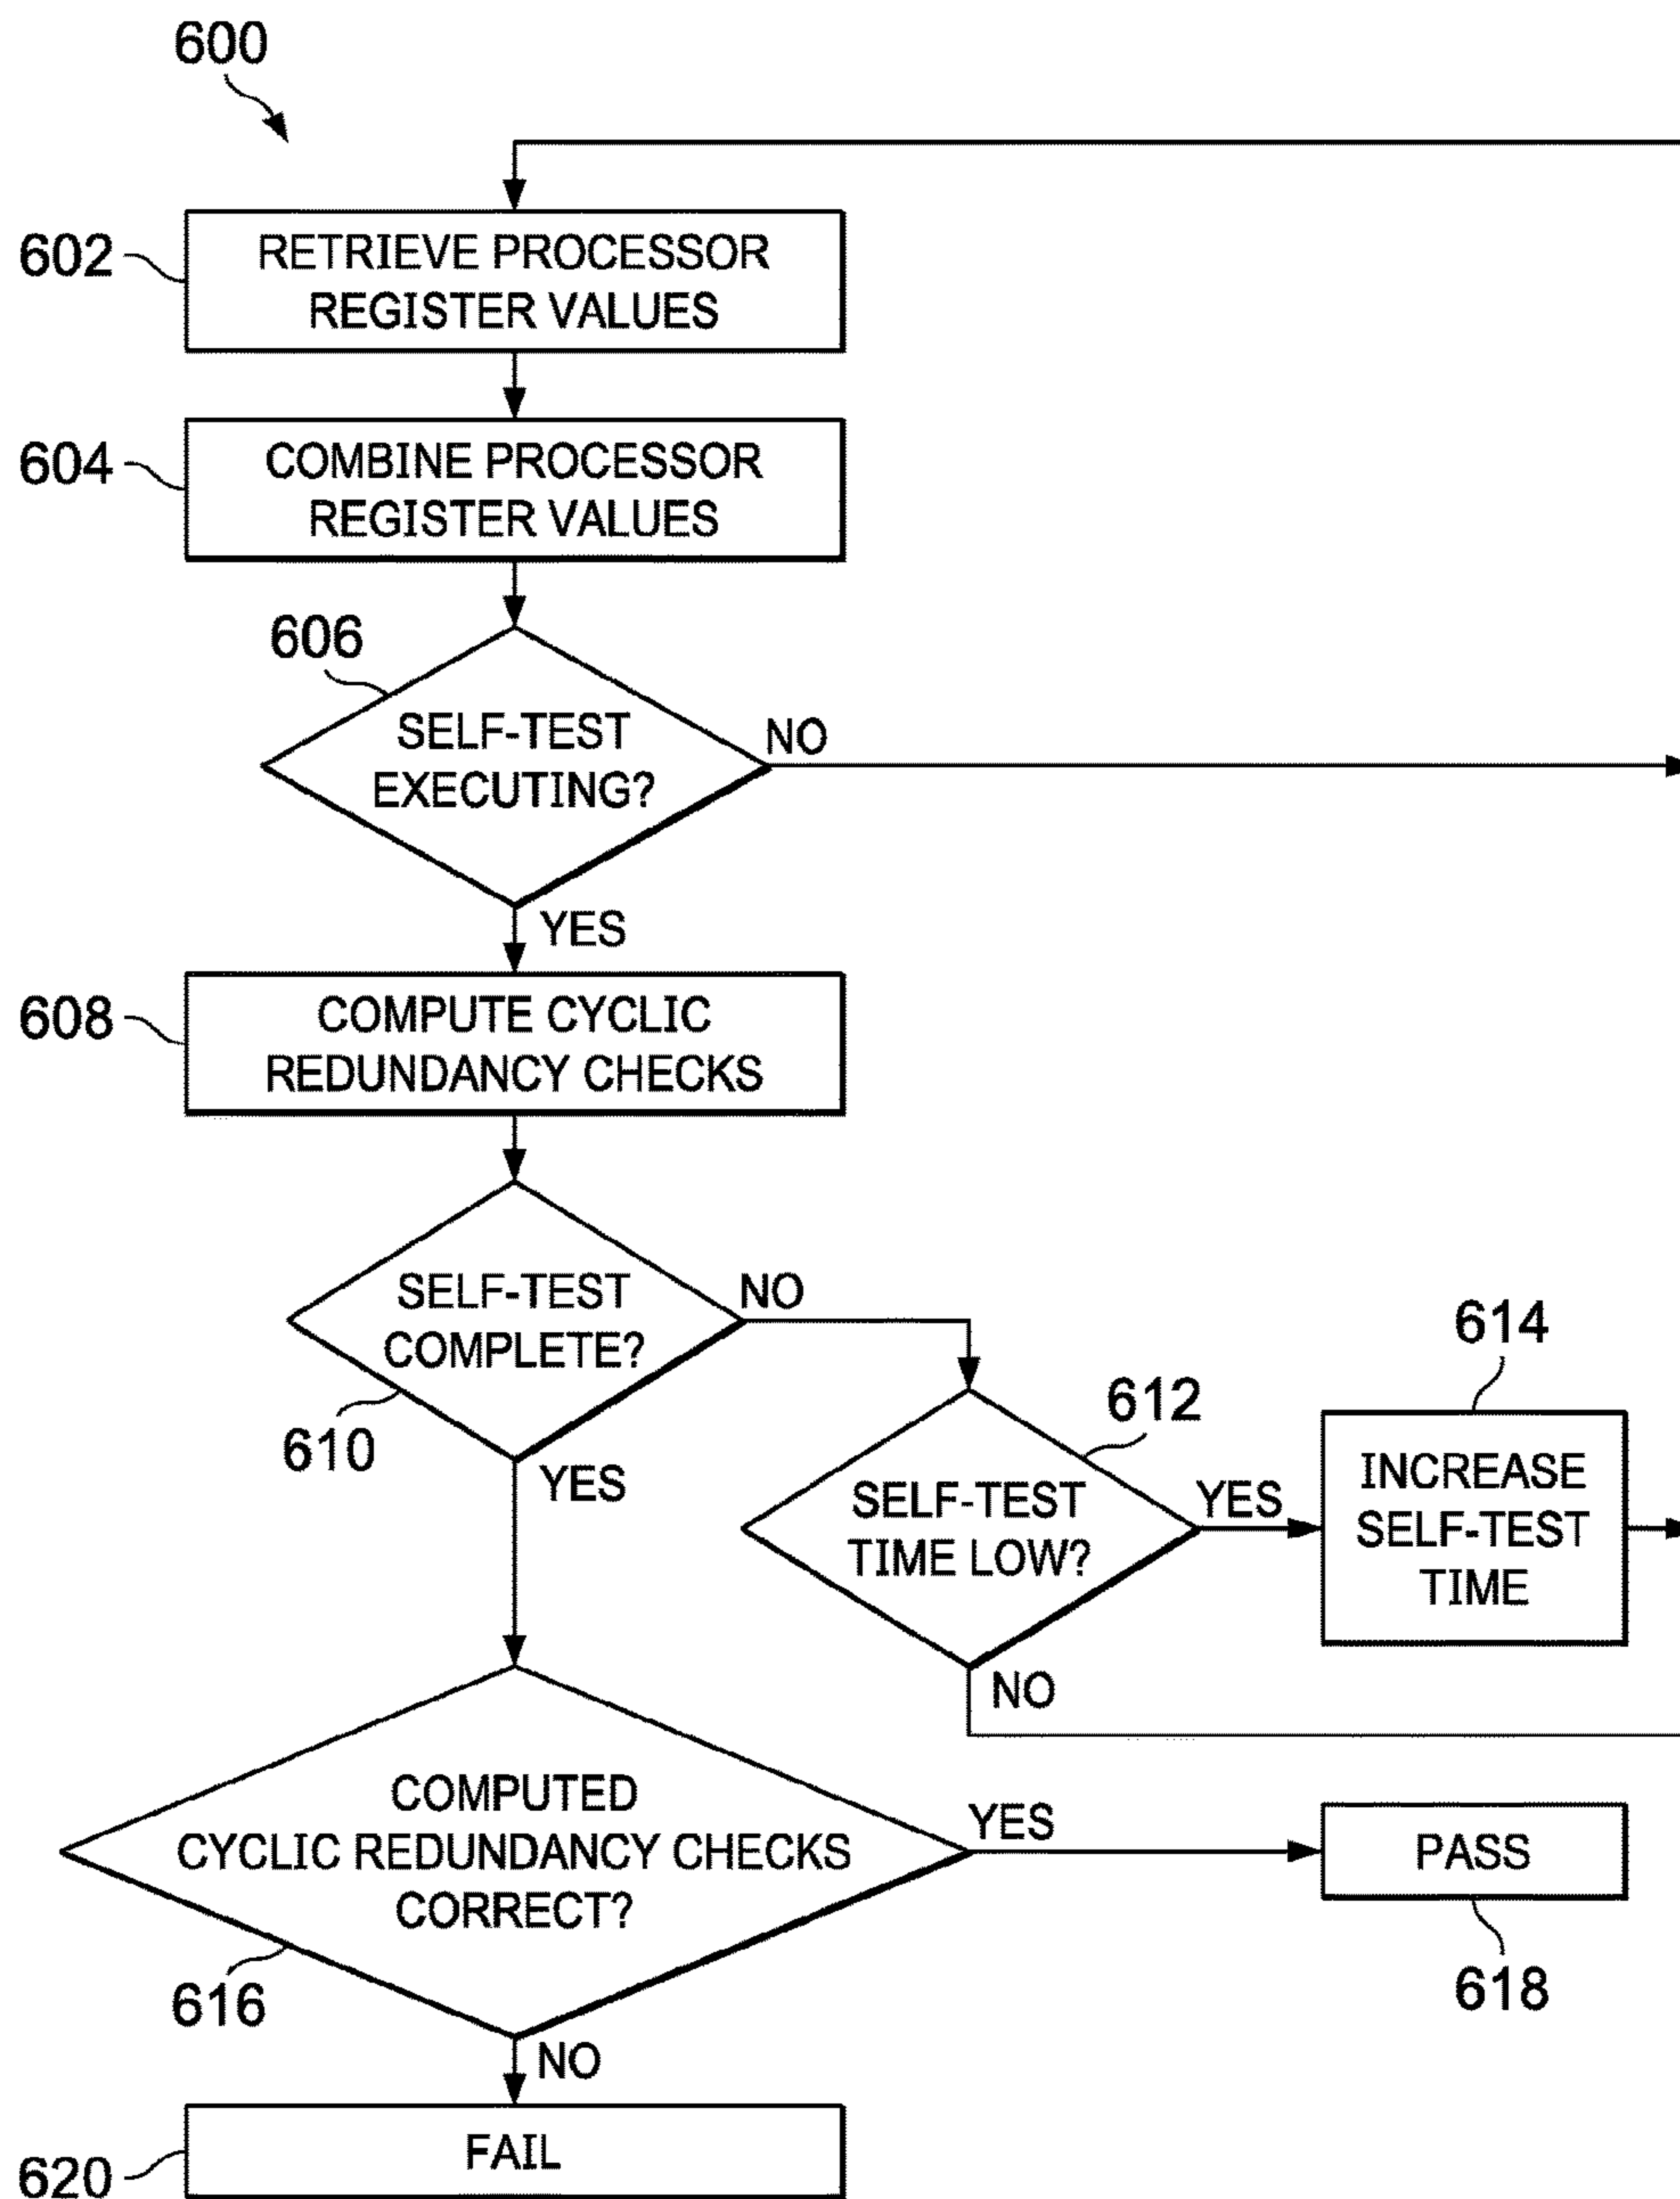 600
602
RETRIEVE PROCESSOR
REGISTER VALUES
604
COMBINE PROCESSOR
REGISTER VALUES
606
SELF-TEST
EXECUTING?
NO
YES
608
COMPUTE CYCLIC
REDUNDANCY CHECKS
SELF-TEST
COMPLETE?
NO
610
YES
612
SELF-TEST
TIME LOW?
YES
NO
614
INCREASE
SELF-TEST
TIME
COMPUTED
CYCLIC REDUNDANCY CHECKS
CORRECT?
YES
616
NO
PASS
618
620
FAIL